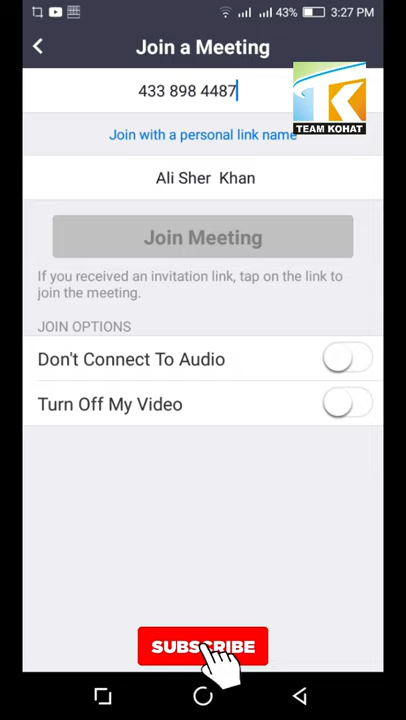 43% 3:27 PM
Join a Meeting
433 898 4487
TK
TEAM KOHAT
Join with a personal link name
Ali Sher Khan
Join Meeting
If you received an invitation link, tap on the link to
join the meeting.
JOIN OPTIONS
Don't Connect To Audio
Turn Off My Video
SUBSCRIBE